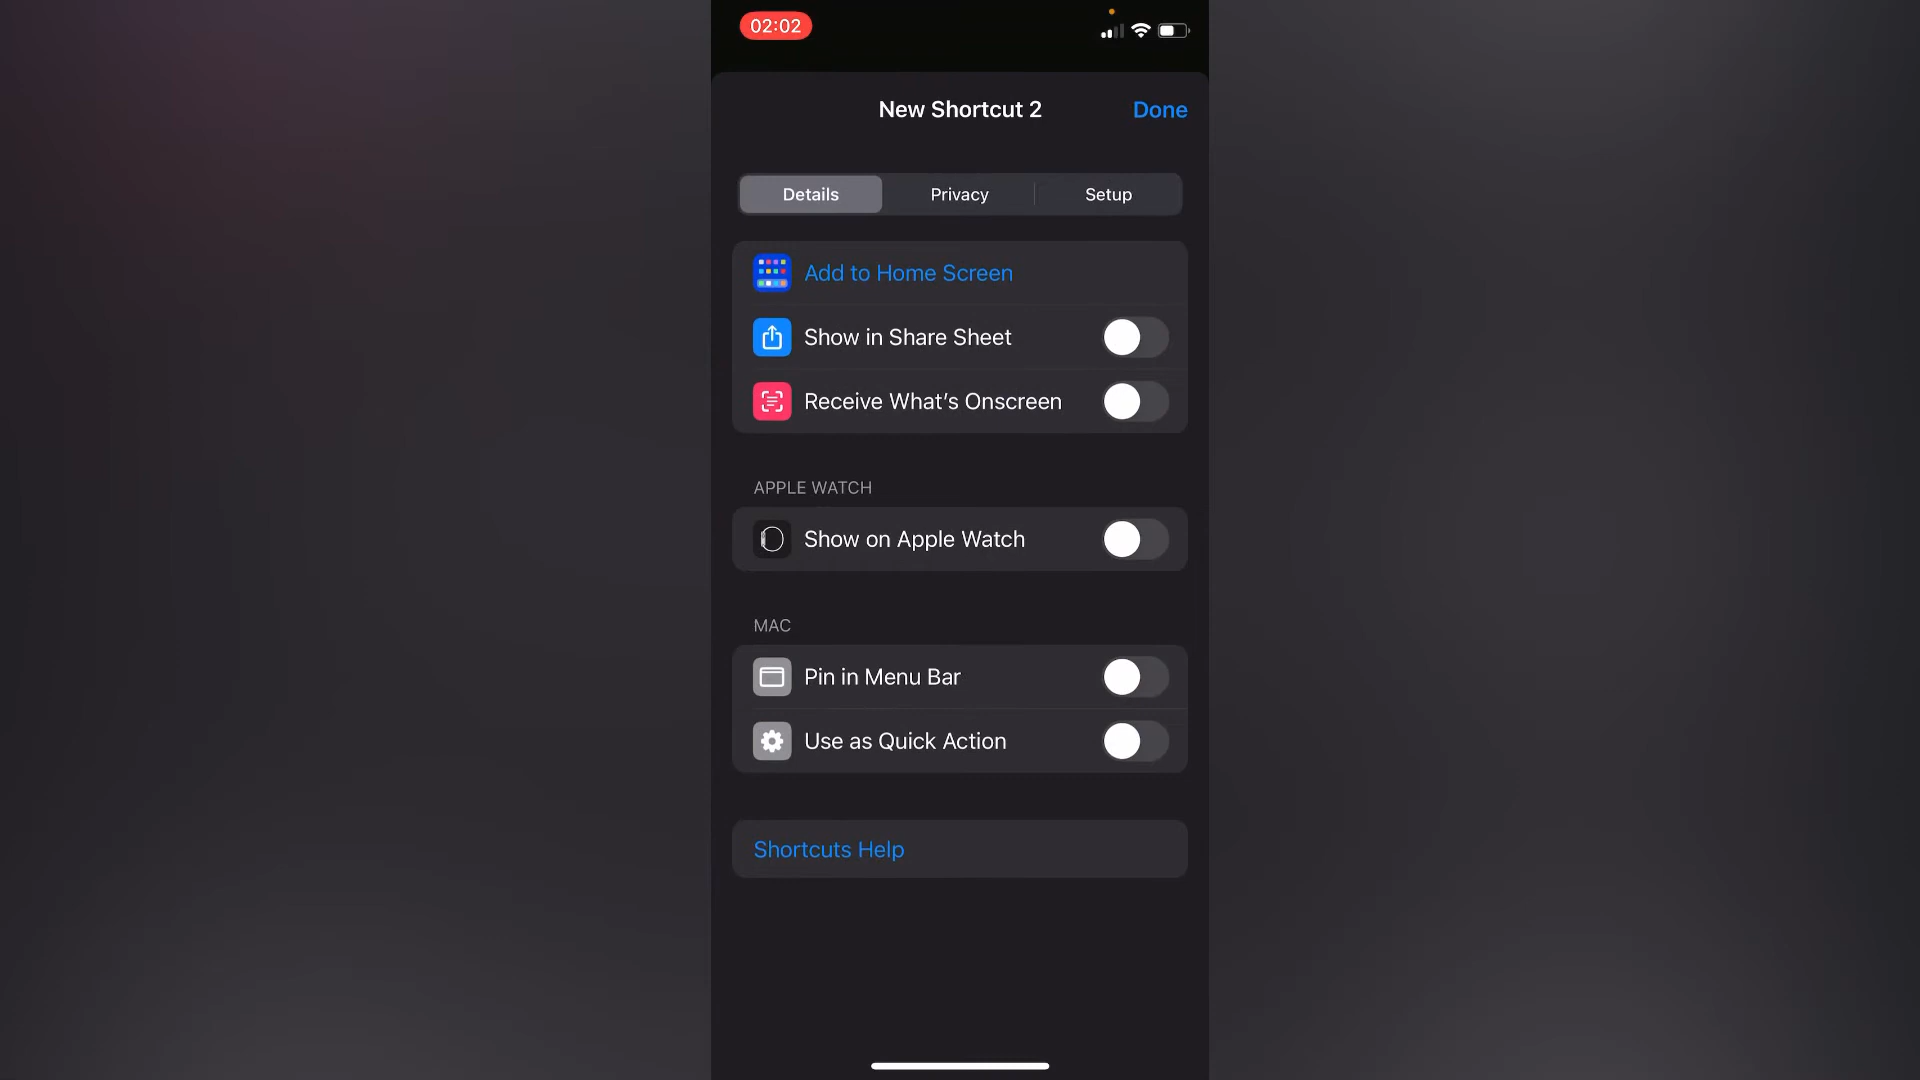 02:02
New Shortcut 2
Done
Details
Privacy
Setup
Add to Home Screen
Show in Share Sheet
Receive What's Onscreen
APPLE WATCH
Show on Apple Watch
MAC
Pin in Menu Bar
Use as Quick Action
Shortcuts Help